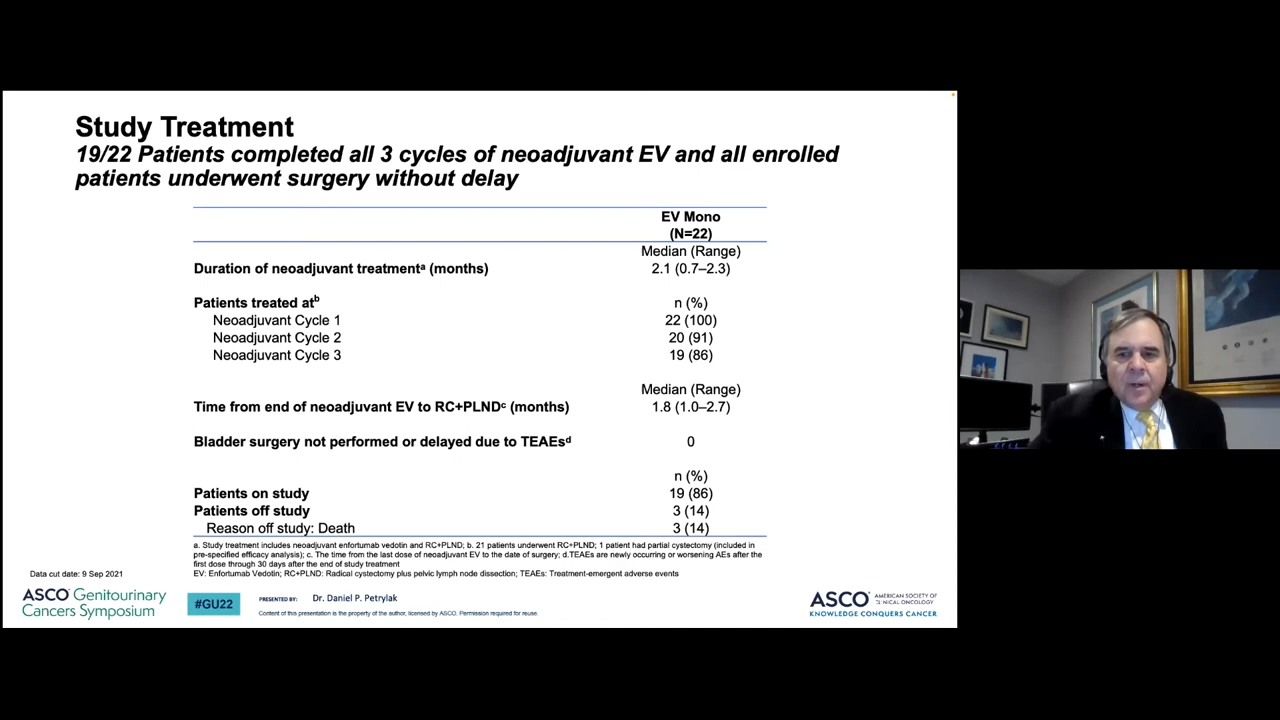 Study Treatment
19/22 Patients completed all 3 cycles of neoadjuvant EV and all enrolled
patients underwent surgery without delay
EV Mono
(N=22)
Median (Range)
Duration of neoadjuvant treatmentᵃ (months) 2.1 (0.7–2.3)
Patients treated atᵇ n (%)
Neoadjuvant Cycle 1 22 (100)
Neoadjuvant Cycle 2 20 (91)
Neoadjuvant Cycle 3 19 (86)
Median (Range)
Time from end of neoadjuvant EV to RC+PLNDᶜ (months) 1.8 (1.0–2.7)
Bladder surgery not performed or delayed due to TEAEsᵈ 0
n (%)
Patients on study 19 (86)
Patients off study 3 (14)
Reason off study: Death 3 (14)
a. Study treatment includes neoadjuvant enfortumab vedotin and RC+PLND; b. 21 patients underwent RC+PLND; 1 patient had partial cystectomy (included in
pre-specified efficacy analysis); c. The time from the last dose of neoadjuvant EV to the date of surgery; d.TEAEs are newly occurring or worsening AEs after the
first dose through 30 days after the end of study treatment
EV: Enfortumab Vedotin; RC+PLND: Radical cystectomy plus pelvic lymph node dissection; TEAEs: Treatment-emergent adverse events
Data cut date: 9 Sep 2021
ASCO Genitourinary
Cancers Symposium
#GU22
PRESENTED BY: Dr. Daniel P. Petrylak
Content of this presentation is the property of the author, licensed by ASCO. Permission required for reuse.
ASCO AMERICAN SOCIETY OF
CLINICAL ONCOLOGY
KNOWLEDGE CONQUERS CANCER